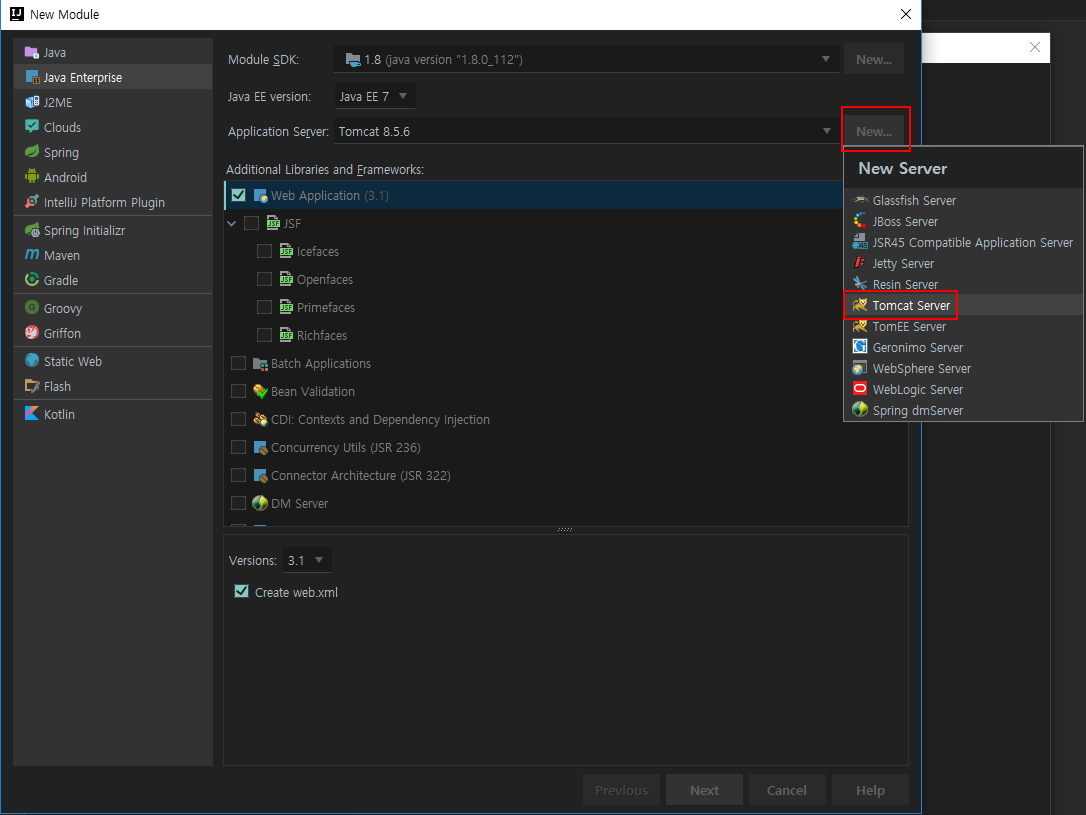 New Module
Java
Java Enterprise
J2ME
Clouds
Spring
Android
IntelliJ Platform Plugin
Spring Initializr
Maven
Gradle
Groovy
Griffon
Static Web
Flash
Kotlin
Module SDK: 1.8 (java version "1.8.0_112") New...
Java EE version: Java EE 7
Application Server: Tomcat 8.5.6 New...
Additional Libraries and Frameworks:
Web Application (3.1)
JSF
Icefaces
Openfaces
Primefaces
Richfaces
Batch Applications
Bean Validation
CDI: Contexts and Dependency Injection
Concurrency Utils (JSR 236)
Connector Architecture (JSR 322)
DM Server
Versions: 3.1
Create web.xml
New Server
Glassfish Server
JBoss Server
JSR45 Compatible Application Server
Jetty Server
Resin Server
Tomcat Server
TomEE Server
Geronimo Server
WebSphere Server
WebLogic Server
Spring dmServer
Previous Next Cancel Help